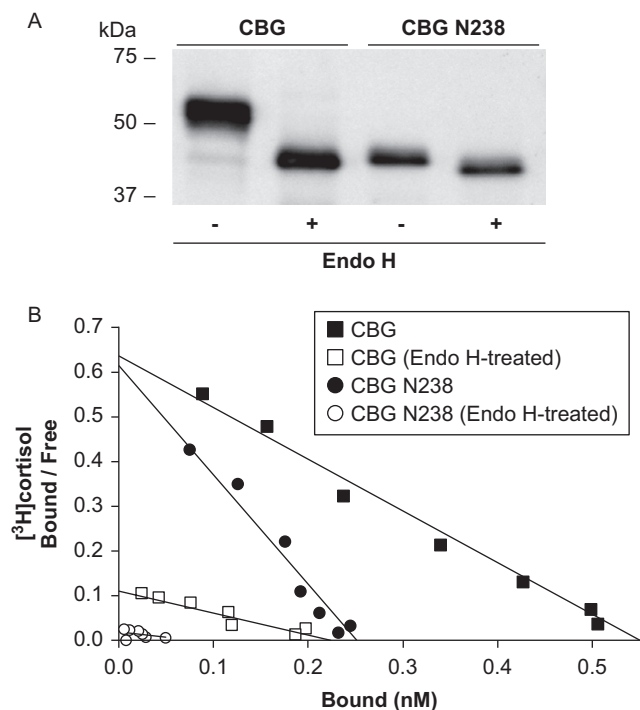 A
kDa
CBG
CBG N238
75 –
50 –
37 –
- + - +
Endo H
B
[³H]cortisol
Bound / Free
0.7
0.6
0.5
0.4
0.3
0.2
0.1
0.0
CBG
CBG (Endo H-treated)
CBG N238
CBG N238 (Endo H-treated)
0.0 0.1 0.2 0.3 0.4 0.5
Bound (nM)